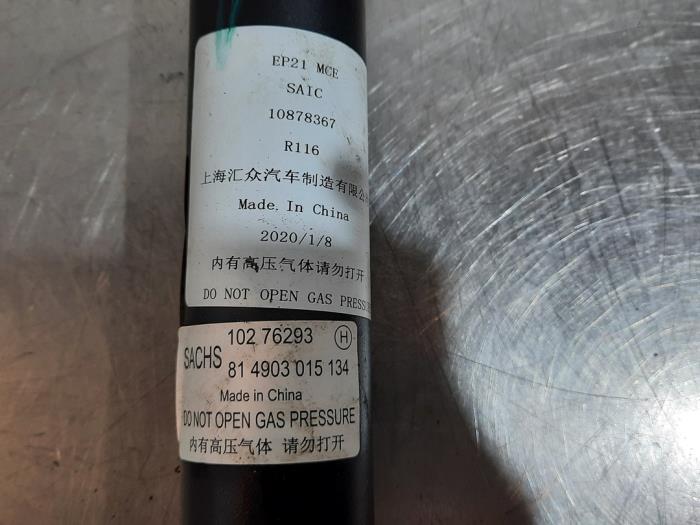 EP21 MCE
SAIC
10878367
R116
上海汇众汽车制造有限公
Made. In China
2020/1/8
内有高压气体请勿打开
DO NOT OPEN GAS PRESS
SACHS 102 76293 H
81 4903 015 134
Made in China
DO NOT OPEN GAS PRESSURE
内有高压气体 请勿打开